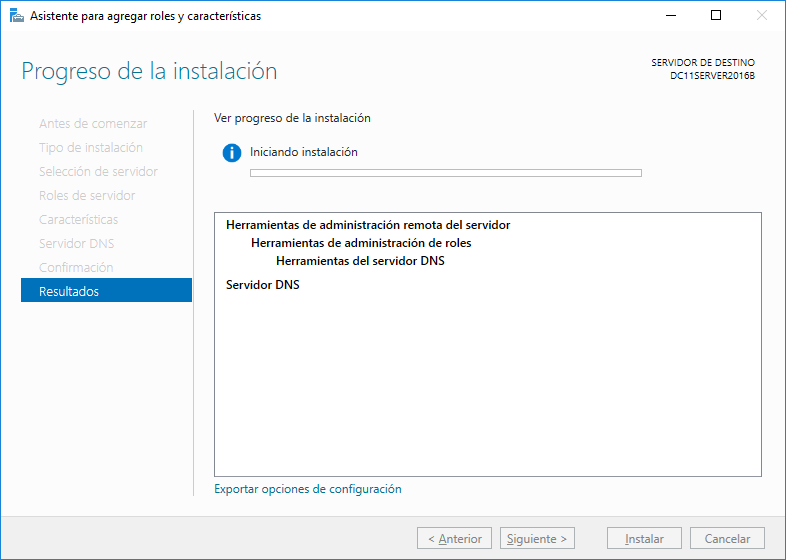 Asistente para agregar roles y características
Progreso de la instalación
SERVIDOR DE DESTINO
DC11SERVER2016B
Antes de comenzar
Tipo de instalación
Selección de servidor
Roles de servidor
Características
Servidor DNS
Confirmación
Resultados
Ver progreso de la instalación
Iniciando instalación
Herramientas de administración remota del servidor
Herramientas de administración de roles
Herramientas del servidor DNS
Servidor DNS
Exportar opciones de configuración
< Anterior
Siguiente >
Instalar
Cancelar